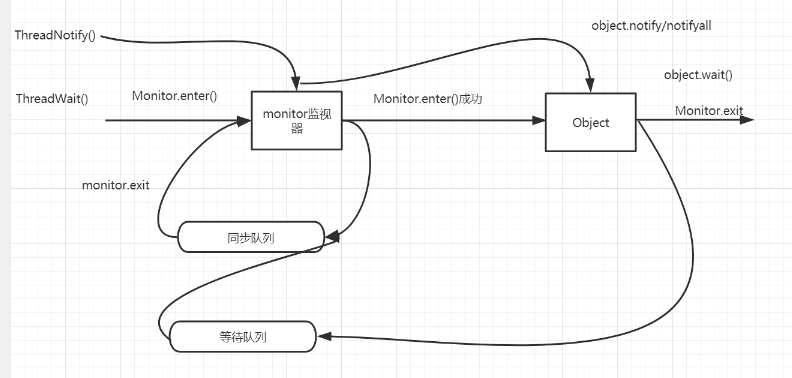 object.notify/notifyall
ThreadNotify()
object.wait()
ThreadWait()
Monitor.enter()
monitor监视
器
Monitor.enter()成功
Object
Monitor.exit
monitor.exit
同步队列
等待队列